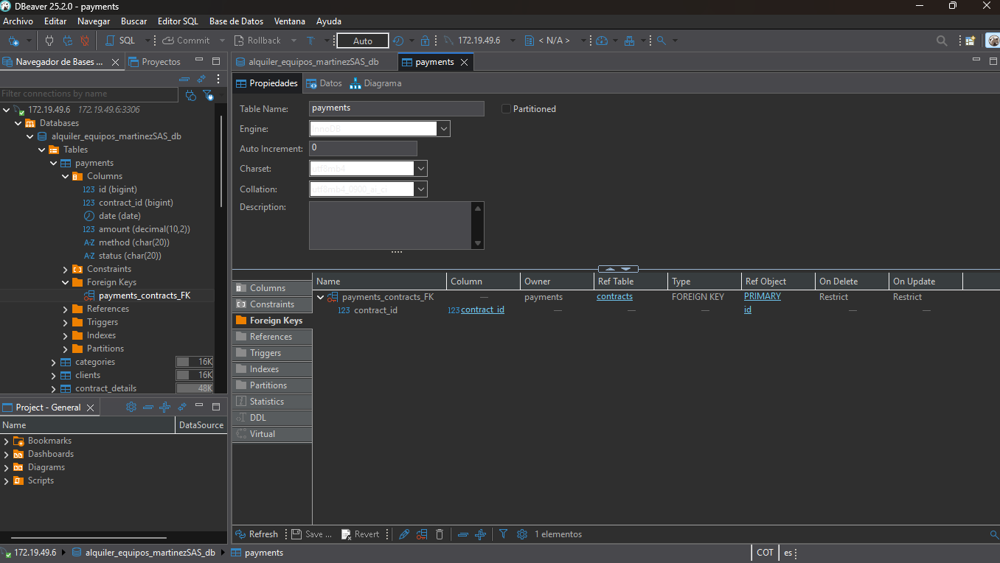 DBeaver 25.2.0 - payments
Archivo Editar Navegar Buscar Editor SQL Base de Datos Ventana Ayuda
SQL Commit Rollback T Auto 172.19.49.6 < N/A >
Navegador de Bases ... Proyectos
Filter connections by name
172.19.49.6 172.19.49.6:3306
Databases
alquiler_equipos_martinezSAS_db
Tables
payments
Columns
123 id (bigint)
123 contract_id (bigint)
date (date)
123 amount (decimal(10,2))
A-Z method (char(20))
A-Z status (char(20))
Constraints
Foreign Keys
payments_contracts_FK
References
Triggers
Indexes
Partitions
categories 16K
clients 16K
contract_details 48K
Project - General
Name DataSource
Bookmarks
Dashboards
Diagrams
Scripts
alquiler_equipos_martinezSAS_db payments
Propiedades Datos Diagrama
Table Name: payments Partitioned
Engine: InnoDB
Auto Increment: 0
Charset: utf8mb4
Collation: utf8mb4_0900_ai_ci
Description:
Columns
Constraints
Foreign Keys
References
Triggers
Indexes
Partitions
Statistics
DDL
Virtual
Name Column Owner Ref Table Type Ref Object On Delete On Update
payments_contracts_FK — payments contracts FOREIGN KEY PRIMARY Restrict Restrict
123 contract_id 123 contract_id — — — id — —
Refresh Save ... Revert 1 elementos
172.19.49.6 alquiler_equipos_martinezSAS_db payments COT es